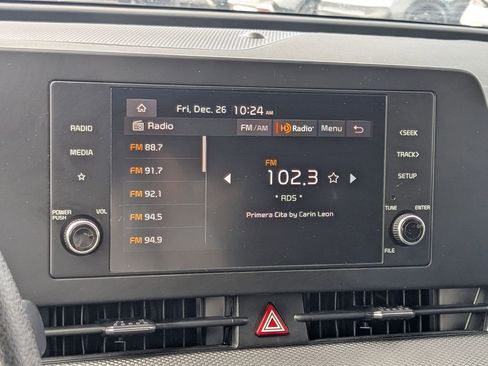 Fri, Dec. 26 10:24 AM
Radio FM/AM HD Radio Menu
RADIO
MEDIA
POWER PUSH VOL
FM 88.7
FM 91.7
FM 92.1
FM 94.5
FM 94.9
FM
102.3
RDS
Primera Cita by Carin Leon
<SEEK
TRACK>
SETUP
TUNE ENTER
FILE